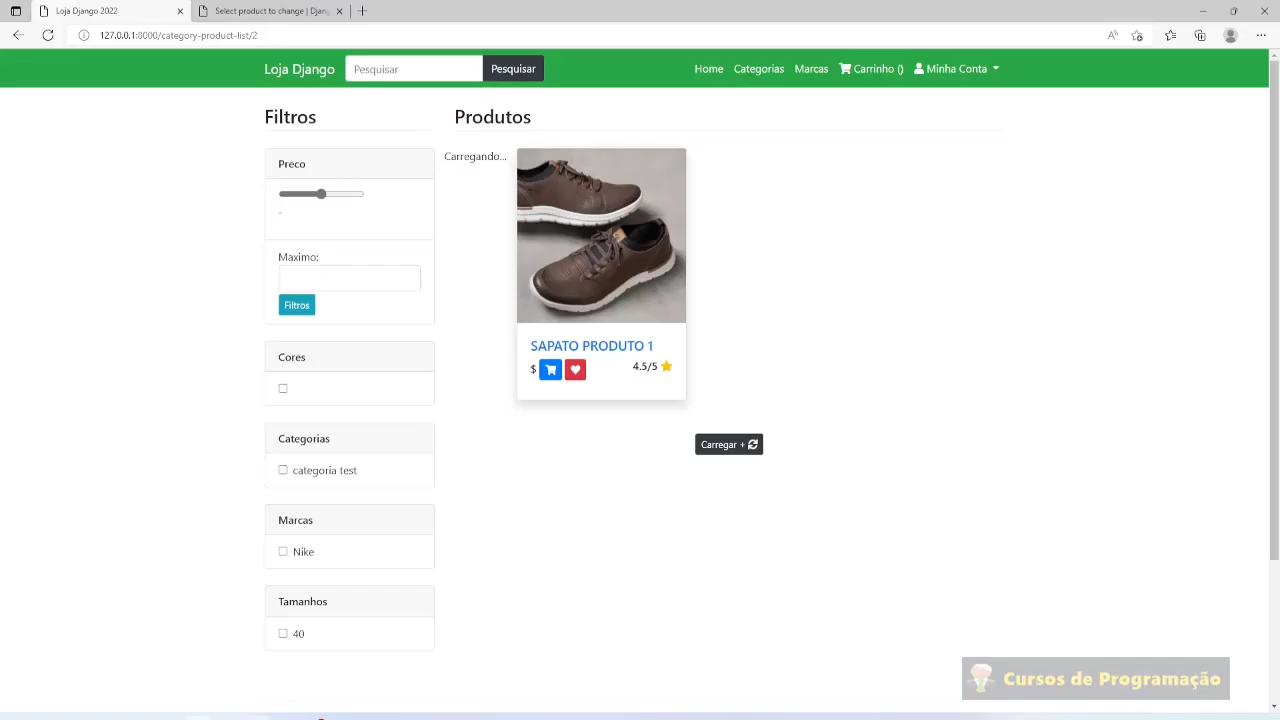 Loja Django 2022
Select product to change | Djang
127.0.0.1:8000/category-product-list/2
Loja Django
Pesquisar
Pesquisar
Home
Categorias
Marcas
Carrinho ()
Minha Conta
Filtros
Produtos
Preco
-
Maximo:
Filtros
Cores
Categorias
categoria test
Marcas
Nike
Tamanhos
40
Carregando...
SAPATO PRODUTO 1
$
4.5/5
Carregar +
Cursos de Programação